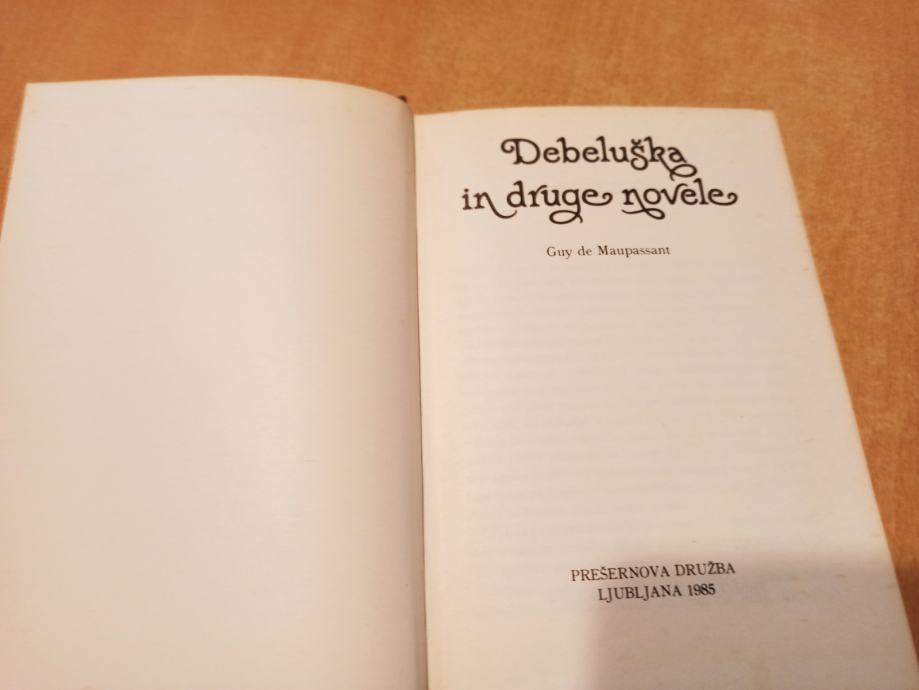 Debeluška
in druge novele
Guy de Maupassant
PREŠERNOVA DRUŽBA
LJUBLJANA 1985